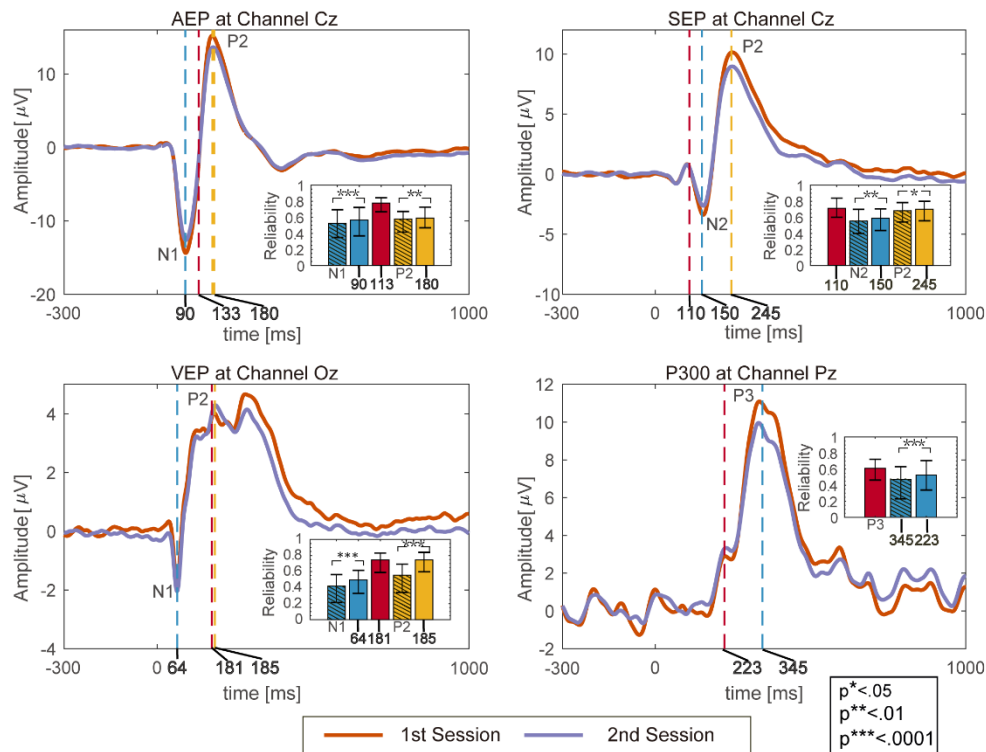 AEP at Channel Cz
Amplitude[ μV]
10
0
-10
-20
P2
N1
Reliability
1
0.8
0.6
0.4
0.2
0
***
**
N1
90
113
P2
180
-300
90
133
180
1000
time [ms]
SEP at Channel Cz
Amplitude[ μV]
10
5
0
-5
-10
P2
N2
Reliability
1
0.8
0.6
0.4
0.2
0
**
*
110
N2
150
P2
245
-300
0
110
150
245
1000
time [ms]
VEP at Channel Oz
Amplitude[ μV]
4
2
0
-2
-4
P2
N1
Reliability
1
0.8
0.6
0.4
0.2
0
***
***
N1
64
181
P2
185
-300
0
64
181
185
1000
time [ms]
P300 at Channel Pz
Amplitude[ μV]
12
10
8
6
4
2
0
-2
P3
Reliability
1
0.8
0.6
0.4
0.2
0
***
P3
345
223
-300
0
223
345
1000
time [ms]
1st Session
2nd Session
p*<.05
p**<.01
p***<.0001